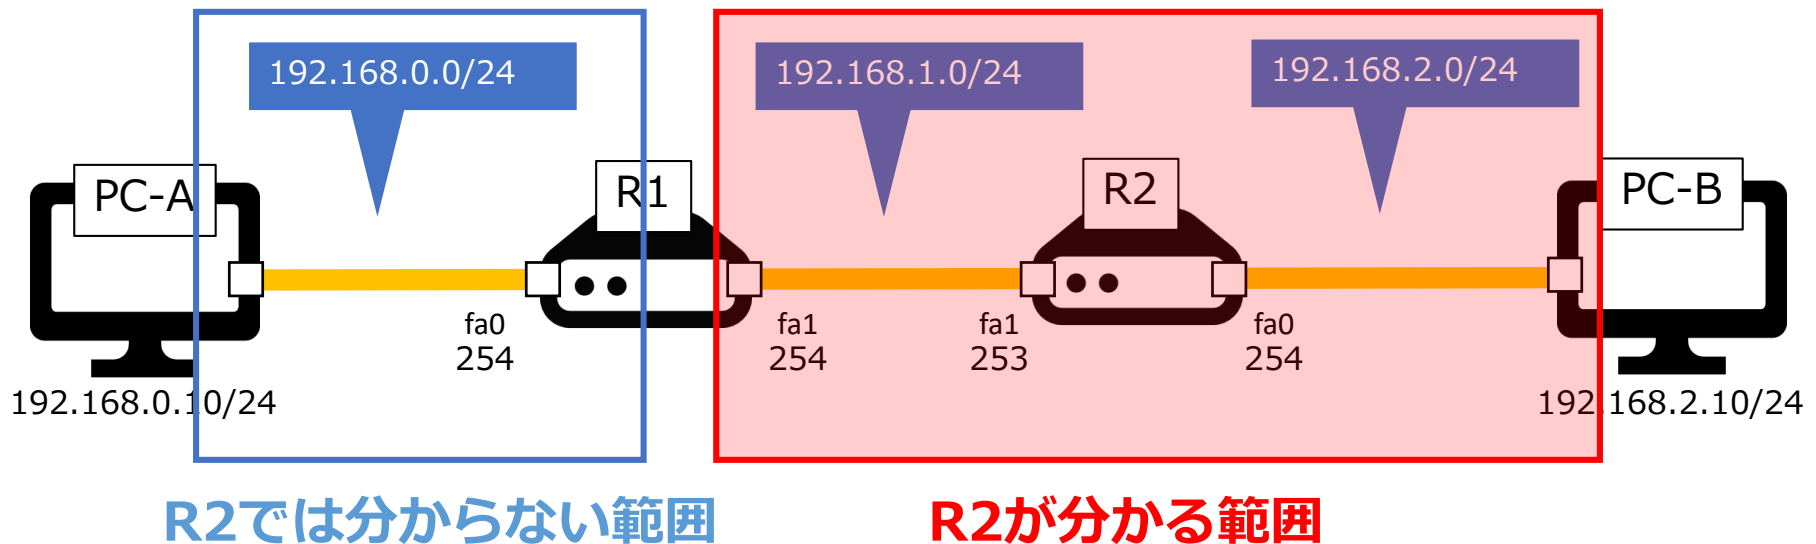 192.168.0.0/24
192.168.1.0/24
192.168.2.0/24
PC-A
R1
R2
PC-B
fa0
254
fa1
254
fa1
253
fa0
254
192.168.0.10/24
192.168.2.10/24
R2では分からない範囲
R2が分かる範囲